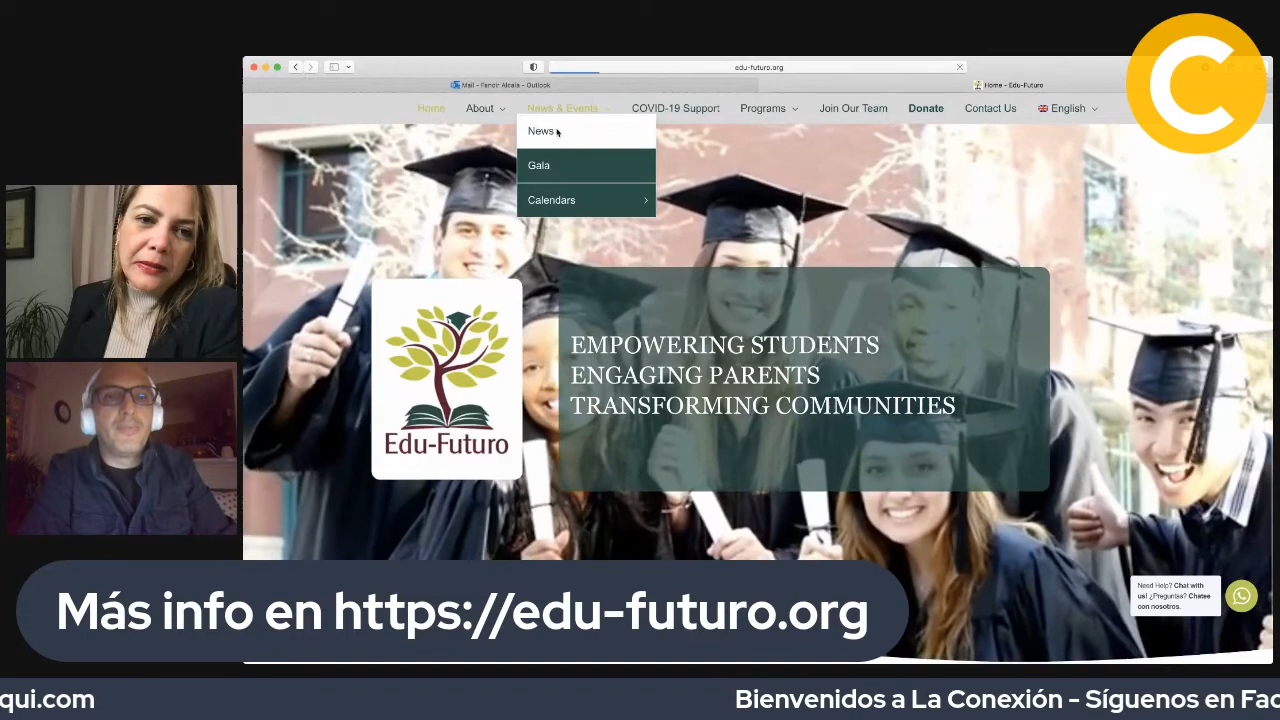 edu-futuro.org
Mail - Fenoir Alcala - Outlook
Home - Edu-Futuro
Home
About
News & Events
COVID-19 Support
Programs
Join Our Team
Donate
Contact Us
English
News
Gala
Calendars
C
EMPOWERING STUDENTS
ENGAGING PARENTS
TRANSFORMING COMMUNITIES
Edu-Futuro
Need Help? Chat with
us! ¿Preguntas? Chatee
con nosotros.
Más info en https://edu-futuro.org
qui.com
Bienvenidos a La Conexión - Síguenos en Fac